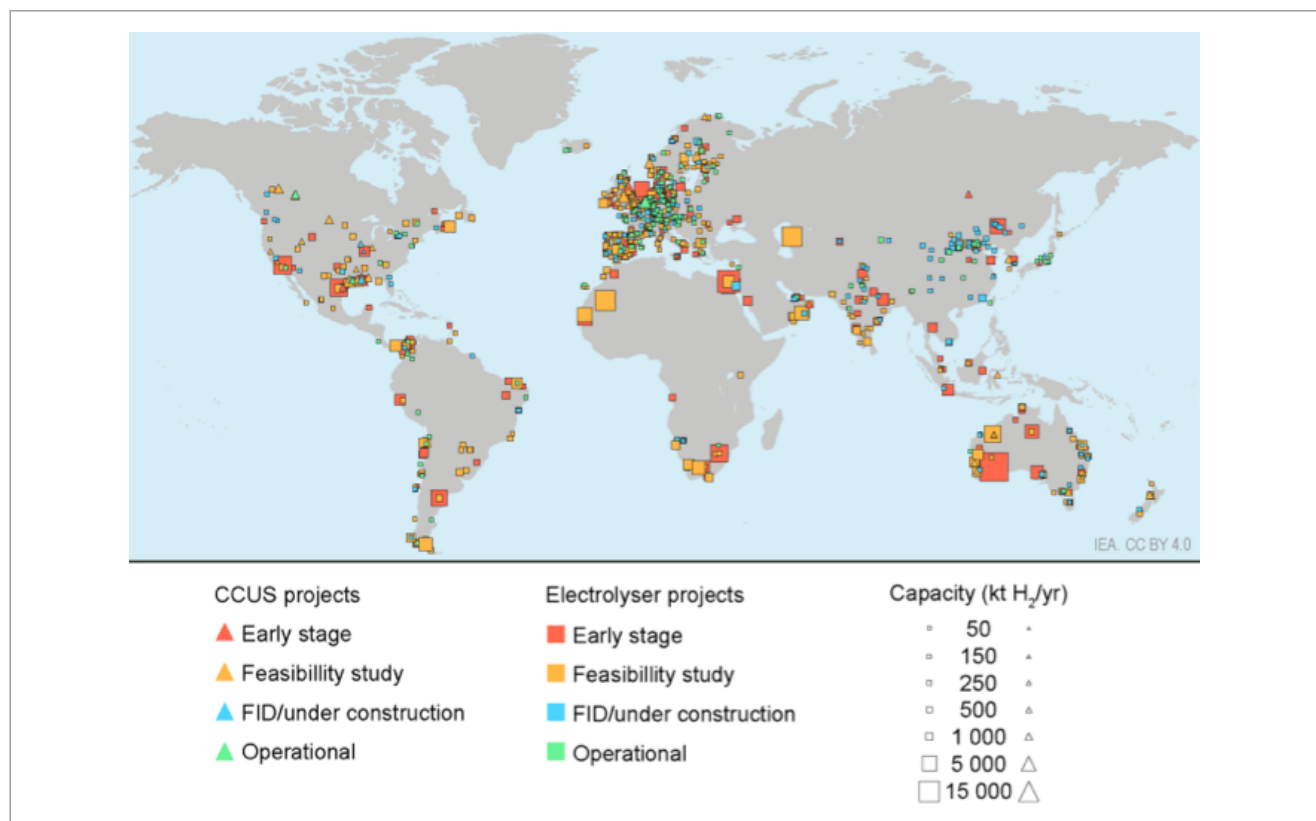 IEA. CC BY 4.0
CCUS projects
Early stage
Feasibillity study
FID/under construction
Operational
Electrolyser projects
Early stage
Feasibility study
FID/under construction
Operational
Capacity (kt H₂/yr)
50
150
250
500
1 000
5 000
15 000